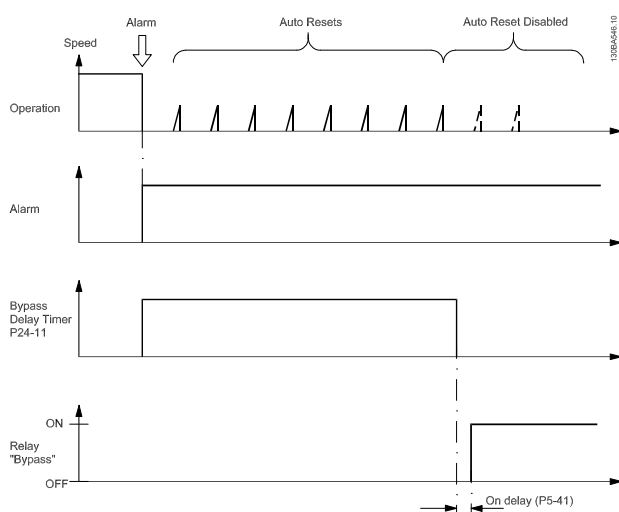 Alarm
Auto Resets
Auto Reset Disabled
130BA546.10
Speed
Operation
Alarm
Bypass
Delay Timer
P24-11
ON
Relay
"Bypass"
OFF
On delay (P5-41)